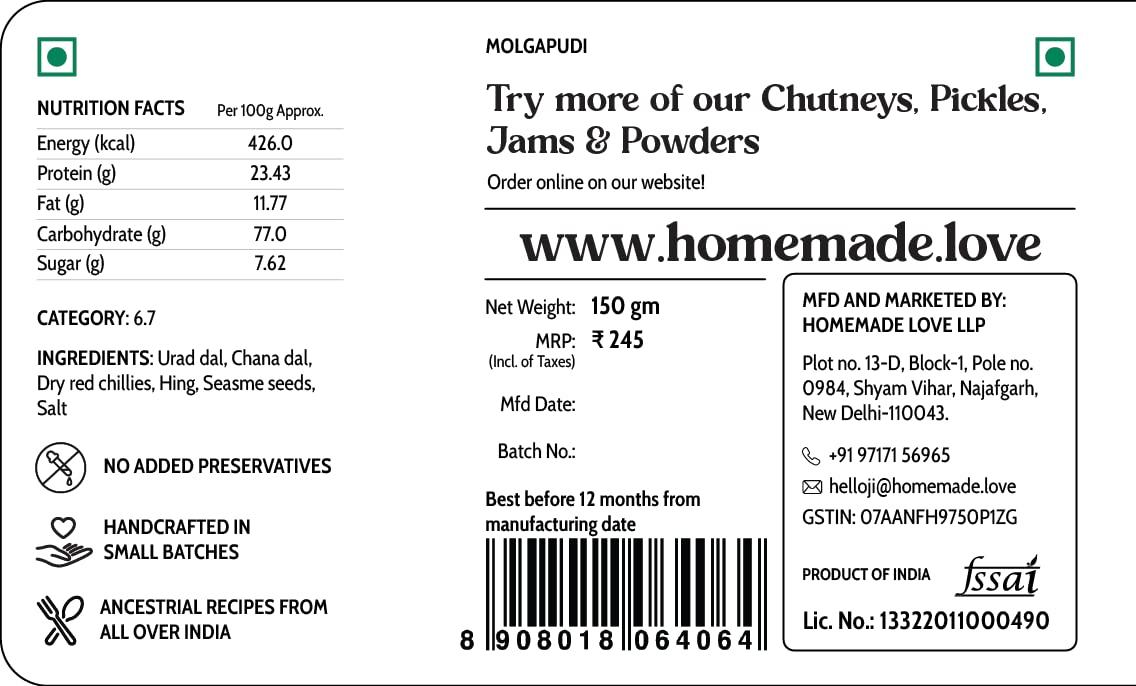 NUTRITION FACTS Per 100g Approx.
Energy (kcal) 426.0
Protein (g) 23.43
Fat (g) 11.77
Carbohydrate (g) 77.0
Sugar (g) 7.62
CATEGORY: 6.7
INGREDIENTS: Urad dal, Chana dal,
Dry red chillies, Hing, Seasme seeds,
Salt
NO ADDED PRESERVATIVES
HANDCRAFTED IN
SMALL BATCHES
ANCESTRIAL RECIPES FROM
ALL OVER INDIA
MOLGAPUDI
Try more of our Chutneys, Pickles,
Jams & Powders
Order online on our website!
www.homemade.love
Net Weight: 150 gm
MRP: ₹ 245
(Incl. of Taxes)
Mfd Date:
Batch No.:
Best before 12 months from
manufacturing date
8 908018 064064
MFD AND MARKETED BY:
HOMEMADE LOVE LLP
Plot no. 13-D, Block-1, Pole no.
0984, Shyam Vihar, Najafgarh,
New Delhi-110043.
+91 97171 56965
helloji@homemade.love
GSTIN: 07AANFH9750P1ZG
PRODUCT OF INDIA fssai
Lic. No.: 13322011000490